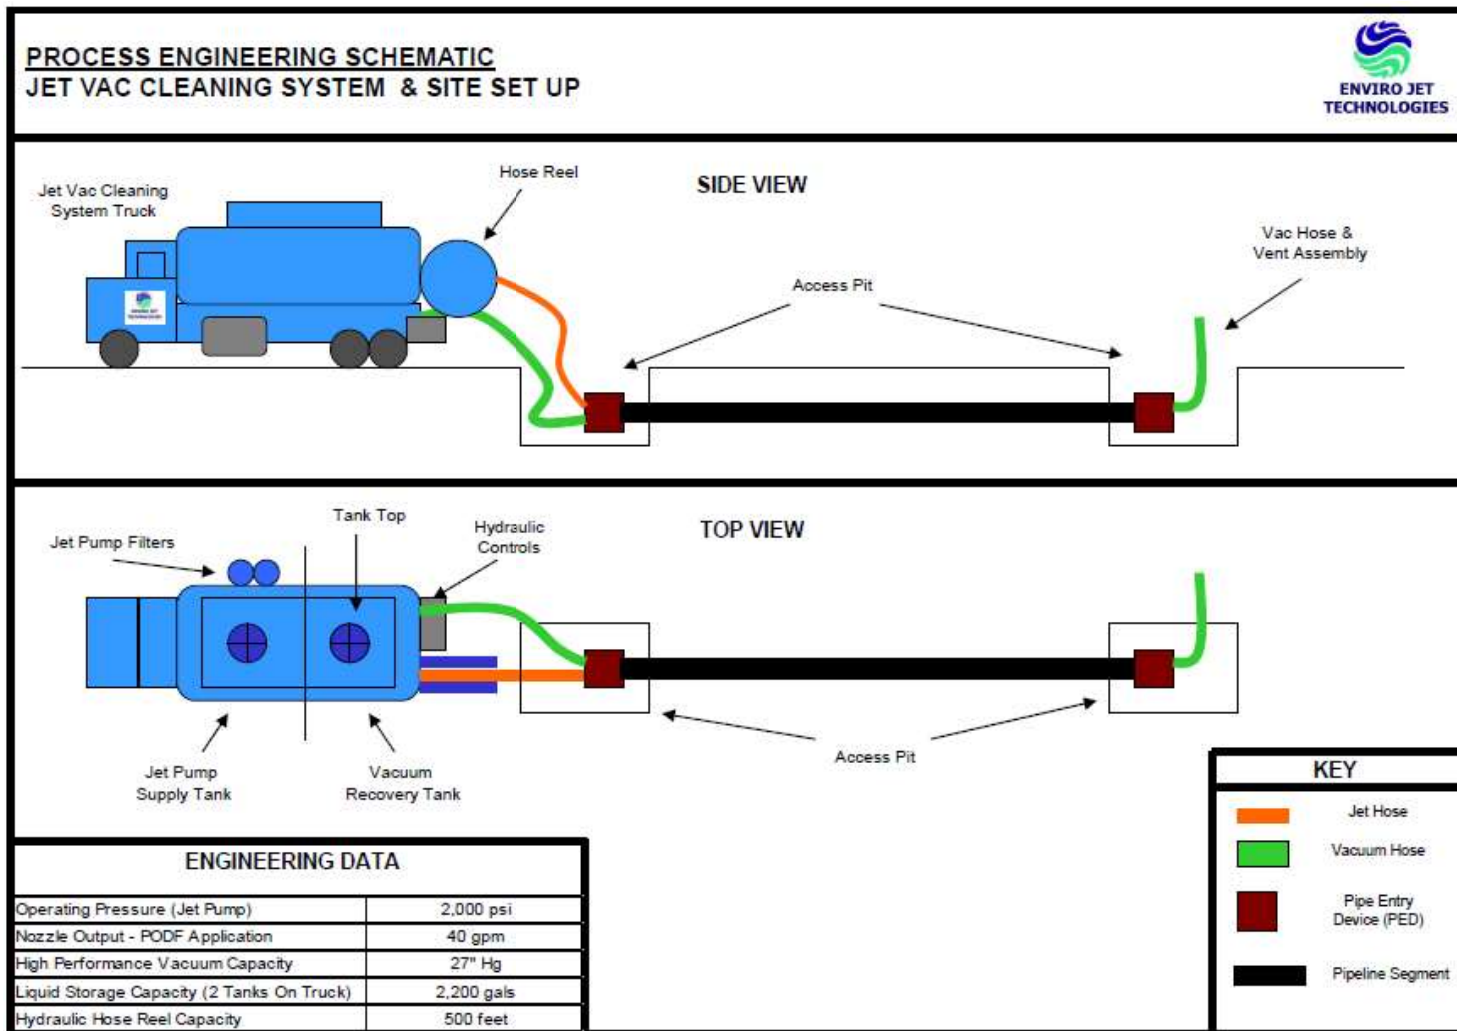 PROCESS ENGINEERING SCHEMATIC
JET VAC CLEANING SYSTEM & SITE SET UP
ENVIRO JET
TECHNOLOGIES
SIDE VIEW
Hose Reel
Jet Vac Cleaning
System Truck
Vac Hose &
Vent Assembly
Access Pit
ENVIRO JET
TECHNOLOGIES
TOP VIEW
Tank Top
Hydraulic
Controls
Jet Pump Filters
Access Pit
Jet Pump
Supply Tank
Vacuum
Recovery Tank
KEY
Jet Hose
Vacuum Hose
Pipe Entry
Device (PED)
Pipeline Segment
ENGINEERING DATA
Operating Pressure (Jet Pump) 2,000 psi
Nozzle Output - PODF Application 40 gpm
High Performance Vacuum Capacity 27" Hg
Liquid Storage Capacity (2 Tanks On Truck) 2,200 gals
Hydraulic Hose Reel Capacity 500 feet